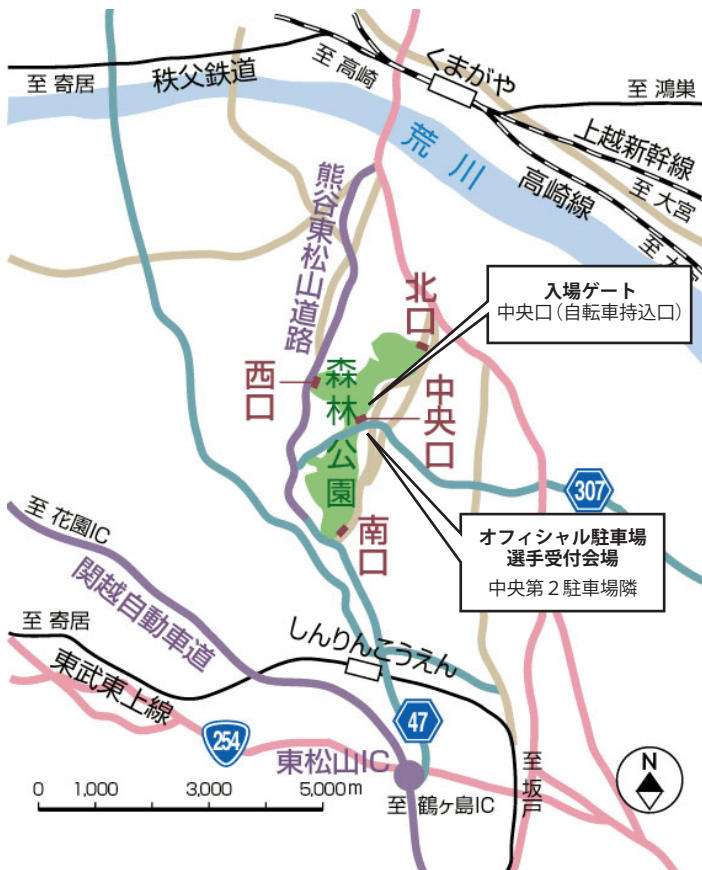 至 寄居
秩父鉄道
至 高崎
くまがや
至 鴻巣
上越新幹線
至 大宮
高崎線
荒川
熊谷東松山道路
北口
入場ゲート
中央口（自転車持込口）
西口
森林公園
中央口
307
オフィシャル駐車場
選手受付会場
中央第２駐車場隣
南口
至 花園IC
関越自動車道
至 寄居
東武東上線
しんりんこうえん
254
47
東松山IC
至 坂戸
N
0 1,000 3,000 5,000m
至 鶴ヶ島IC